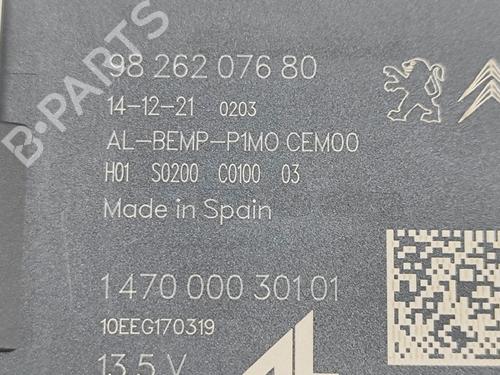 B-PARTS
98 262 076 80
14-12-21 0203
AL-BEMP-P1MO CEM00
H01 S0200 C0100 03
Made in Spain
1 470 000 301 01
10EEG170319
13,5 V